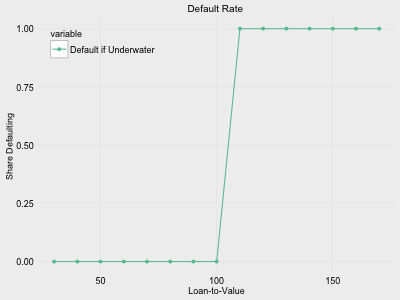 Default Rate
variable
Default if Underwater
Share Defaulting
1.00
0.75
0.50
0.25
0.00
50
100
150
Loan-to-Value